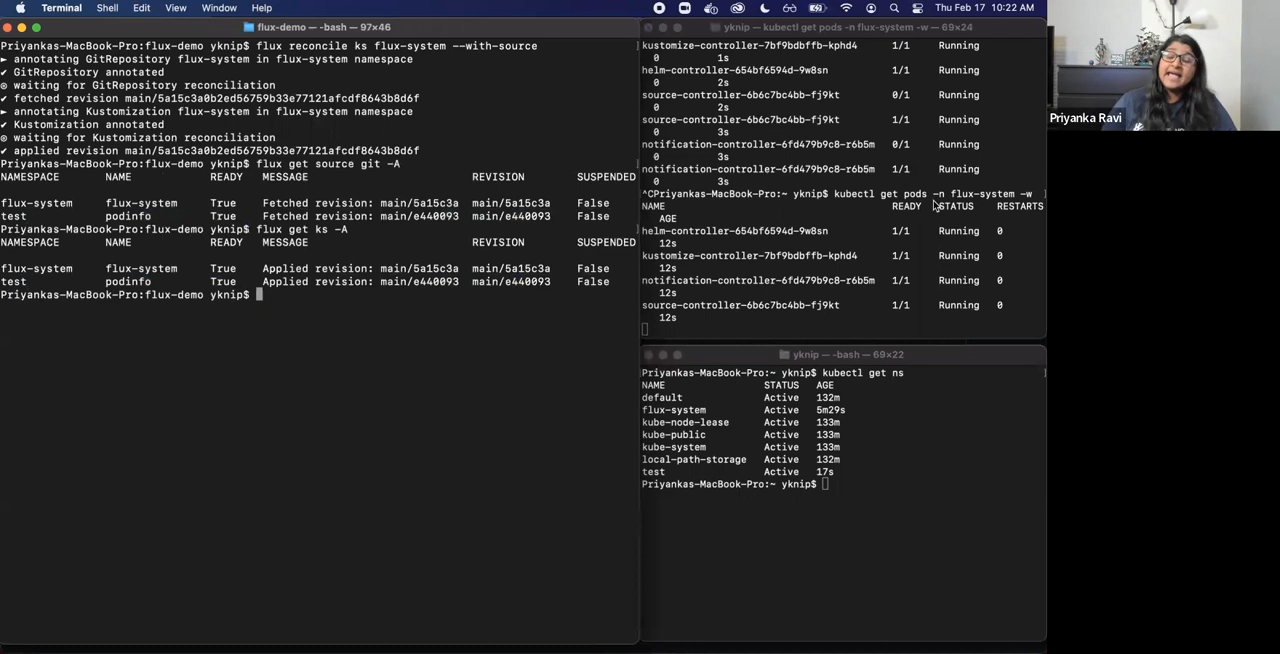 Terminal Shell Edit View Window Help Thu Feb 17 10:22 AM
flux-demo — -bash — 97×46
Priyankas-MacBook-Pro:flux-demo yknip$ flux reconcile ks flux-system --with-source
► annotating GitRepository flux-system in flux-system namespace
✔ GitRepository annotated
◎ waiting for GitRepository reconciliation
✔ fetched revision main/5a15c3a0b2ed56759b33e77121afcdf8643b8d6f
► annotating Kustomization flux-system in flux-system namespace
✔ Kustomization annotated
◎ waiting for Kustomization reconciliation
✔ applied revision main/5a15c3a0b2ed56759b33e77121afcdf8643b8d6f
Priyankas-MacBook-Pro:flux-demo yknip$ flux get source git -A
NAMESPACE NAME READY MESSAGE REVISION SUSPENDED
flux-system flux-system True Fetched revision: main/5a15c3a main/5a15c3a False
test podinfo True Fetched revision: main/e440093 main/e440093 False
Priyankas-MacBook-Pro:flux-demo yknip$ flux get ks -A
NAMESPACE NAME READY MESSAGE REVISION SUSPENDED
flux-system flux-system True Applied revision: main/5a15c3a main/5a15c3a False
test podinfo True Applied revision: main/e440093 main/e440093 False
Priyankas-MacBook-Pro:flux-demo yknip$
yknip — kubectl get pods -n flux-system -w — 69×24
kustomize-controller-7bf9bdbffb-kphd4 1/1 Running
0 1s
helm-controller-654bf6594d-9w8sn 1/1 Running
0 2s
source-controller-6b6c7bc4bb-fj9kt 0/1 Running
0 2s
source-controller-6b6c7bc4bb-fj9kt 1/1 Running
0 3s
notification-controller-6fd479b9c8-r6b5m 0/1 Running
0 3s
notification-controller-6fd479b9c8-r6b5m 1/1 Running
0 3s
^CPriyankas-MacBook-Pro:~ yknip$ kubectl get pods -n flux-system -w
NAME READY STATUS RESTARTS
AGE
helm-controller-654bf6594d-9w8sn 1/1 Running 0
12s
kustomize-controller-7bf9bdbffb-kphd4 1/1 Running 0
12s
notification-controller-6fd479b9c8-r6b5m 1/1 Running 0
12s
source-controller-6b6c7bc4bb-fj9kt 1/1 Running 0
12s
yknip — -bash — 69×22
Priyankas-MacBook-Pro:~ yknip$ kubectl get ns
NAME STATUS AGE
default Active 132m
flux-system Active 5m29s
kube-node-lease Active 133m
kube-public Active 133m
kube-system Active 133m
local-path-storage Active 132m
test Active 17s
Priyankas-MacBook-Pro:~ yknip$
Priyanka Ravi